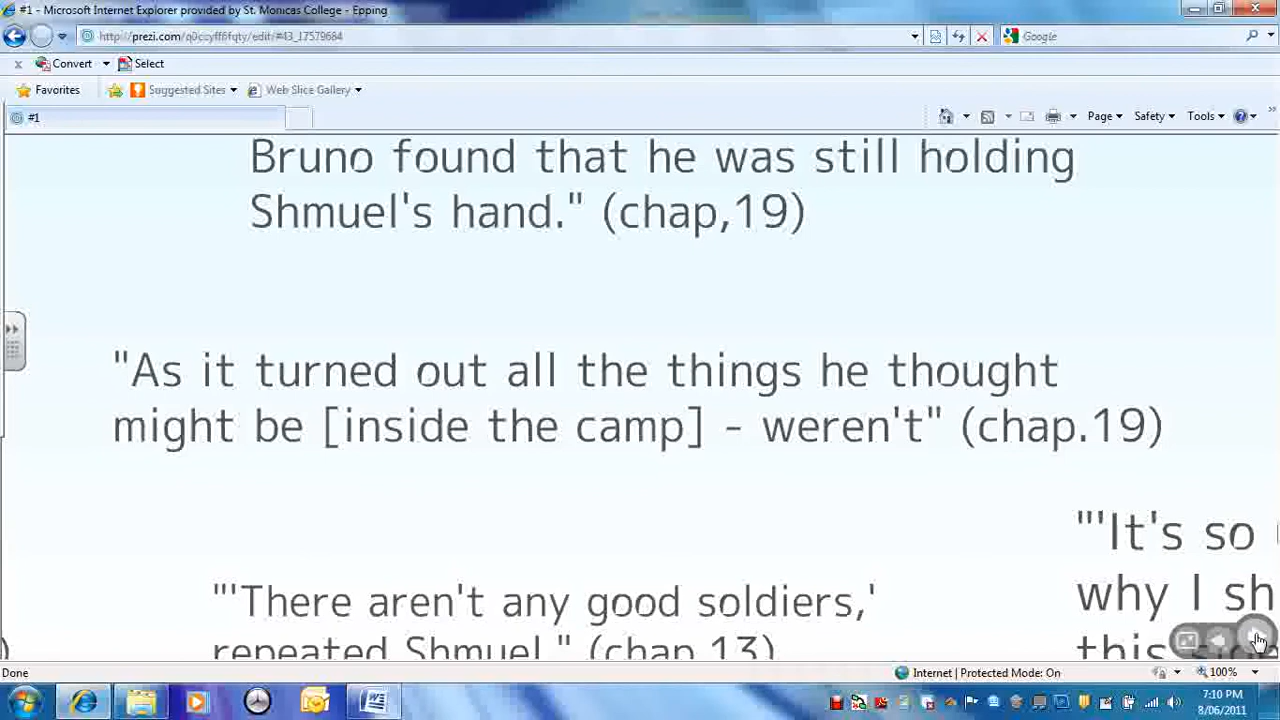 #1 - Microsoft Internet Explorer provided by St. Monicas College - Epping
Google
Convert
Select
Favorites
Suggested Sites
Web Slice Gallery
#1
Page
Safety
Tools
Bruno found that he was still holding
Shmuel's hand." (chap,19)
"As it turned out all the things he thought
might be [inside the camp] - weren't" (chap.19)
"'It's so
why I sh
"'There aren't any good soldiers,'
repeated Shmuel." (chap.13)
this
Done
Internet | Protected Mode: On
100%
7:10 PM
8/06/2011